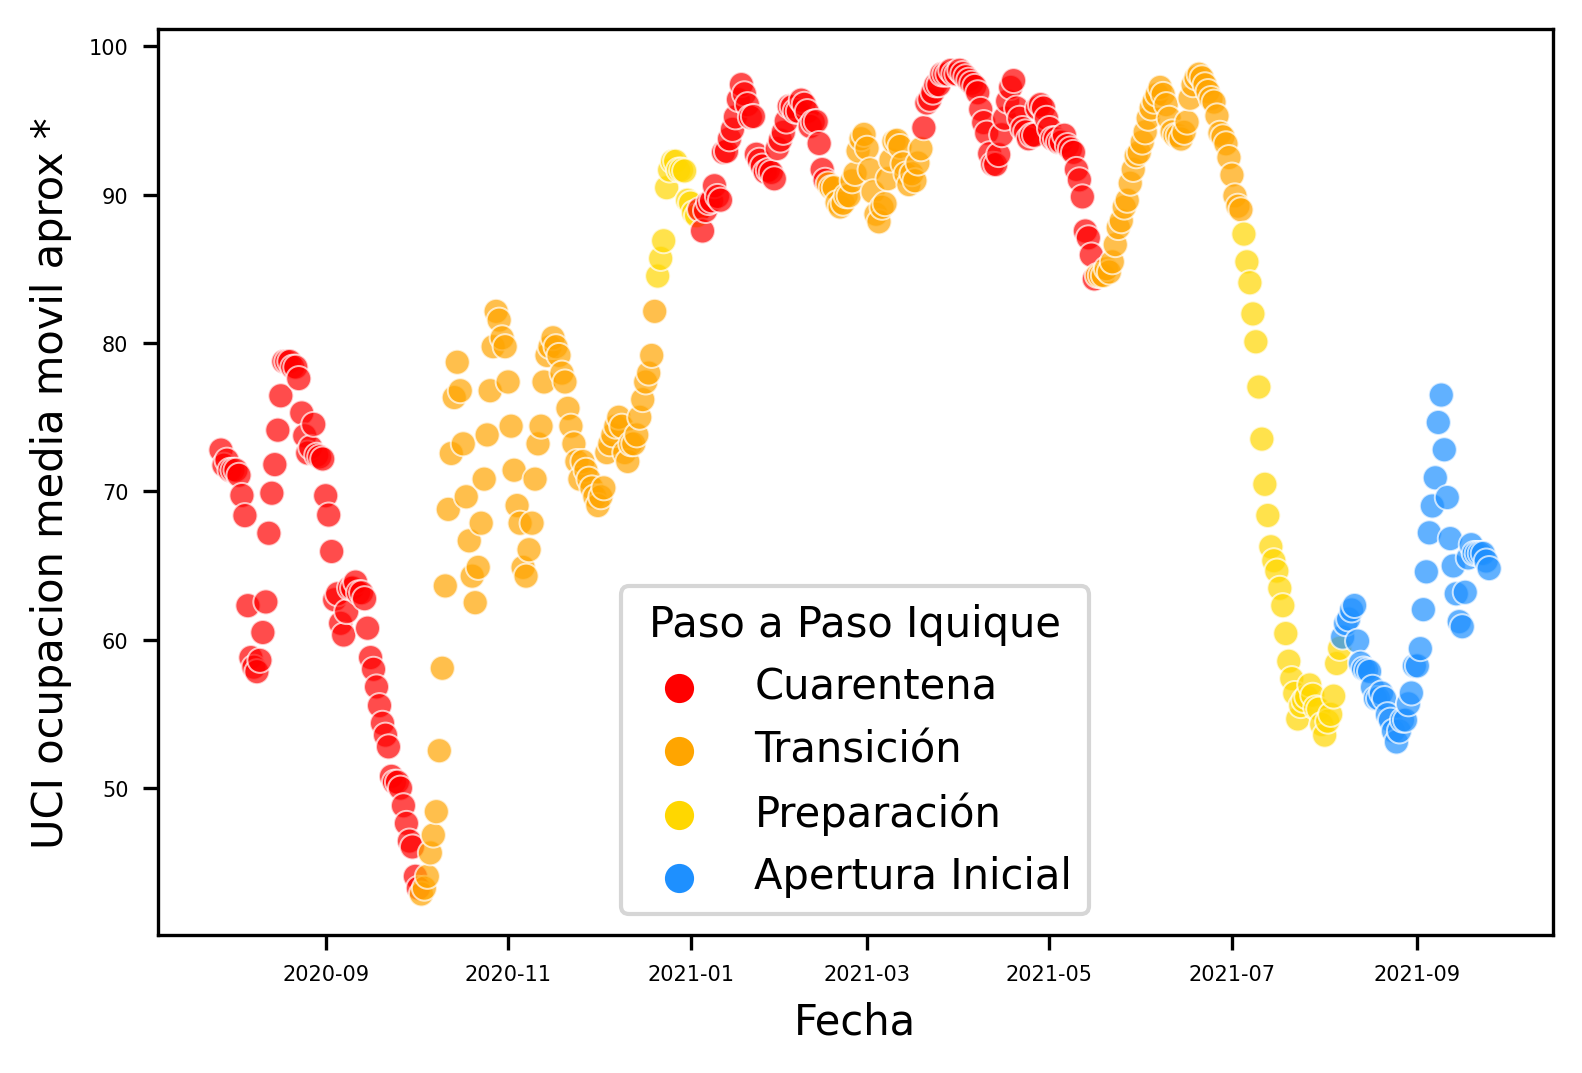 UCI ocupacion media movil aprox *
100
90
80
70
60
50
Paso a Paso Iquique
Cuarentena
Transición
Preparación
Apertura Inicial
2020-09
2020-11
2021-01
2021-03
2021-05
2021-07
2021-09
Fecha